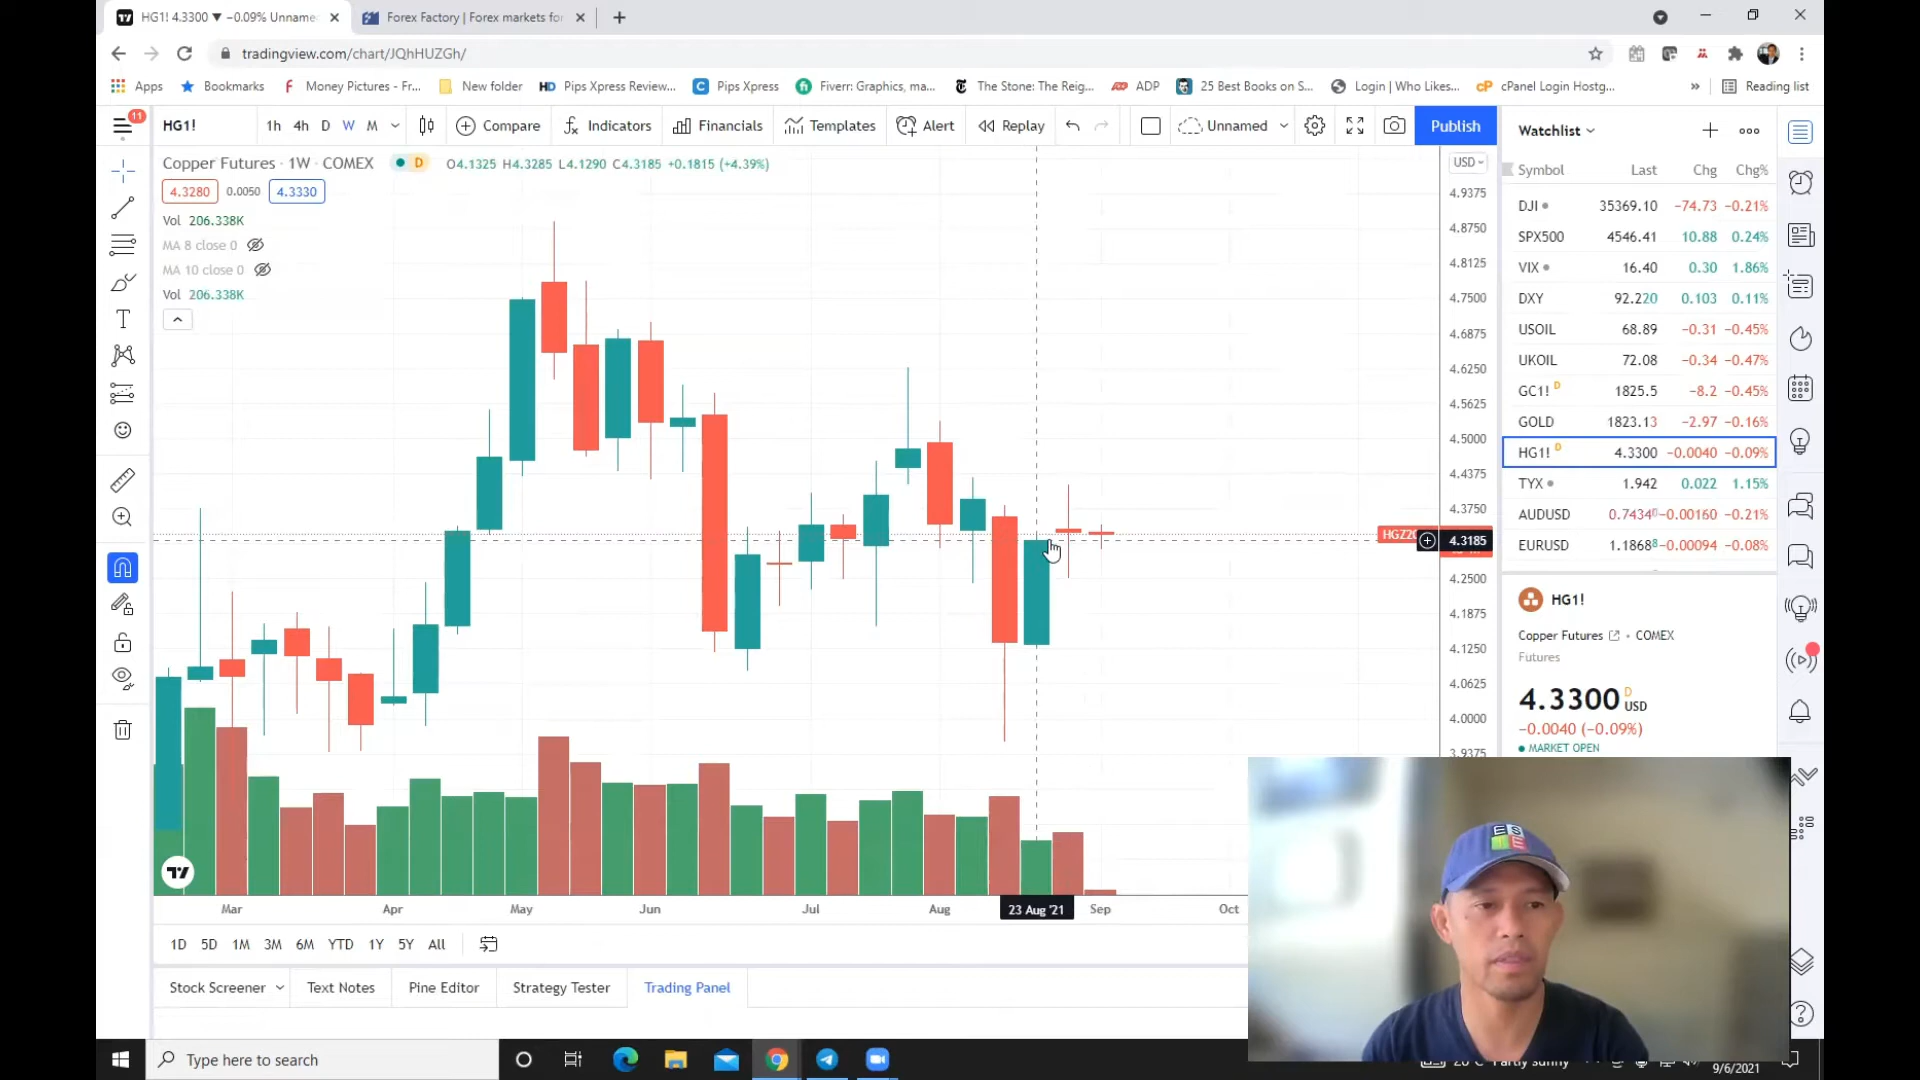 HG1! 4.3300 ▼ −0.09% Unname
Forex Factory | Forex markets for
tradingview.com/chart/JQhHUZGh/
Apps
Bookmarks
Money Pictures - Fr...
New folder
HD Pips Xpress Review...
Pips Xpress
Fiverr: Graphics, ma...
The Stone: The Reig...
ADP
25 Best Books on S...
Login | Who Likes...
cP cPanel Login Hostg...
»
Reading list
11
HG1!
1h 4h D W M
Compare
Indicators
Financials
Templates
Alert
Replay
Unnamed
Publish
Copper Futures · 1W · COMEX
D
O4.1325 H4.3285 L4.1290 C4.3185 +0.1815 (+4.39%)
4.3280 0.0050 4.3330
Vol 206.338K
MA 8 close 0
MA 10 close 0
Vol 206.338K
USD
4.9375
4.8750
4.8125
4.7500
4.6875
4.6250
4.5625
4.5000
4.4375
4.3750
4.3185
4.2500
4.1875
4.1250
4.0625
4.0000
Mar Apr May Jun Jul Aug 23 Aug '21 Sep Oct
1D 5D 1M 3M 6M YTD 1Y 5Y All
Stock Screener
Text Notes
Pine Editor
Strategy Tester
Trading Panel
Watchlist
Symbol Last Chg Chg%
DJI 35369.10 −74.73 −0.21%
SPX500 4546.41 10.88 0.24%
VIX 16.40 0.30 1.86%
DXY 92.220 0.103 0.11%
USOIL 68.89 −0.31 −0.45%
UKOIL 72.08 −0.34 −0.47%
GC1! D 1825.5 −8.2 −0.45%
GOLD 1823.13 −2.97 −0.16%
HG1! D 4.3300 −0.0040 −0.09%
TYX 1.942 0.022 1.15%
AUDUSD 0.74340 −0.00160 −0.21%
EURUSD 1.18688 −0.00094 −0.08%
HG1!
Copper Futures · COMEX
Futures
4.3300 D USD
−0.0040 (−0.09%)
MARKET OPEN
Type here to search
Partly sunny
9/6/2021